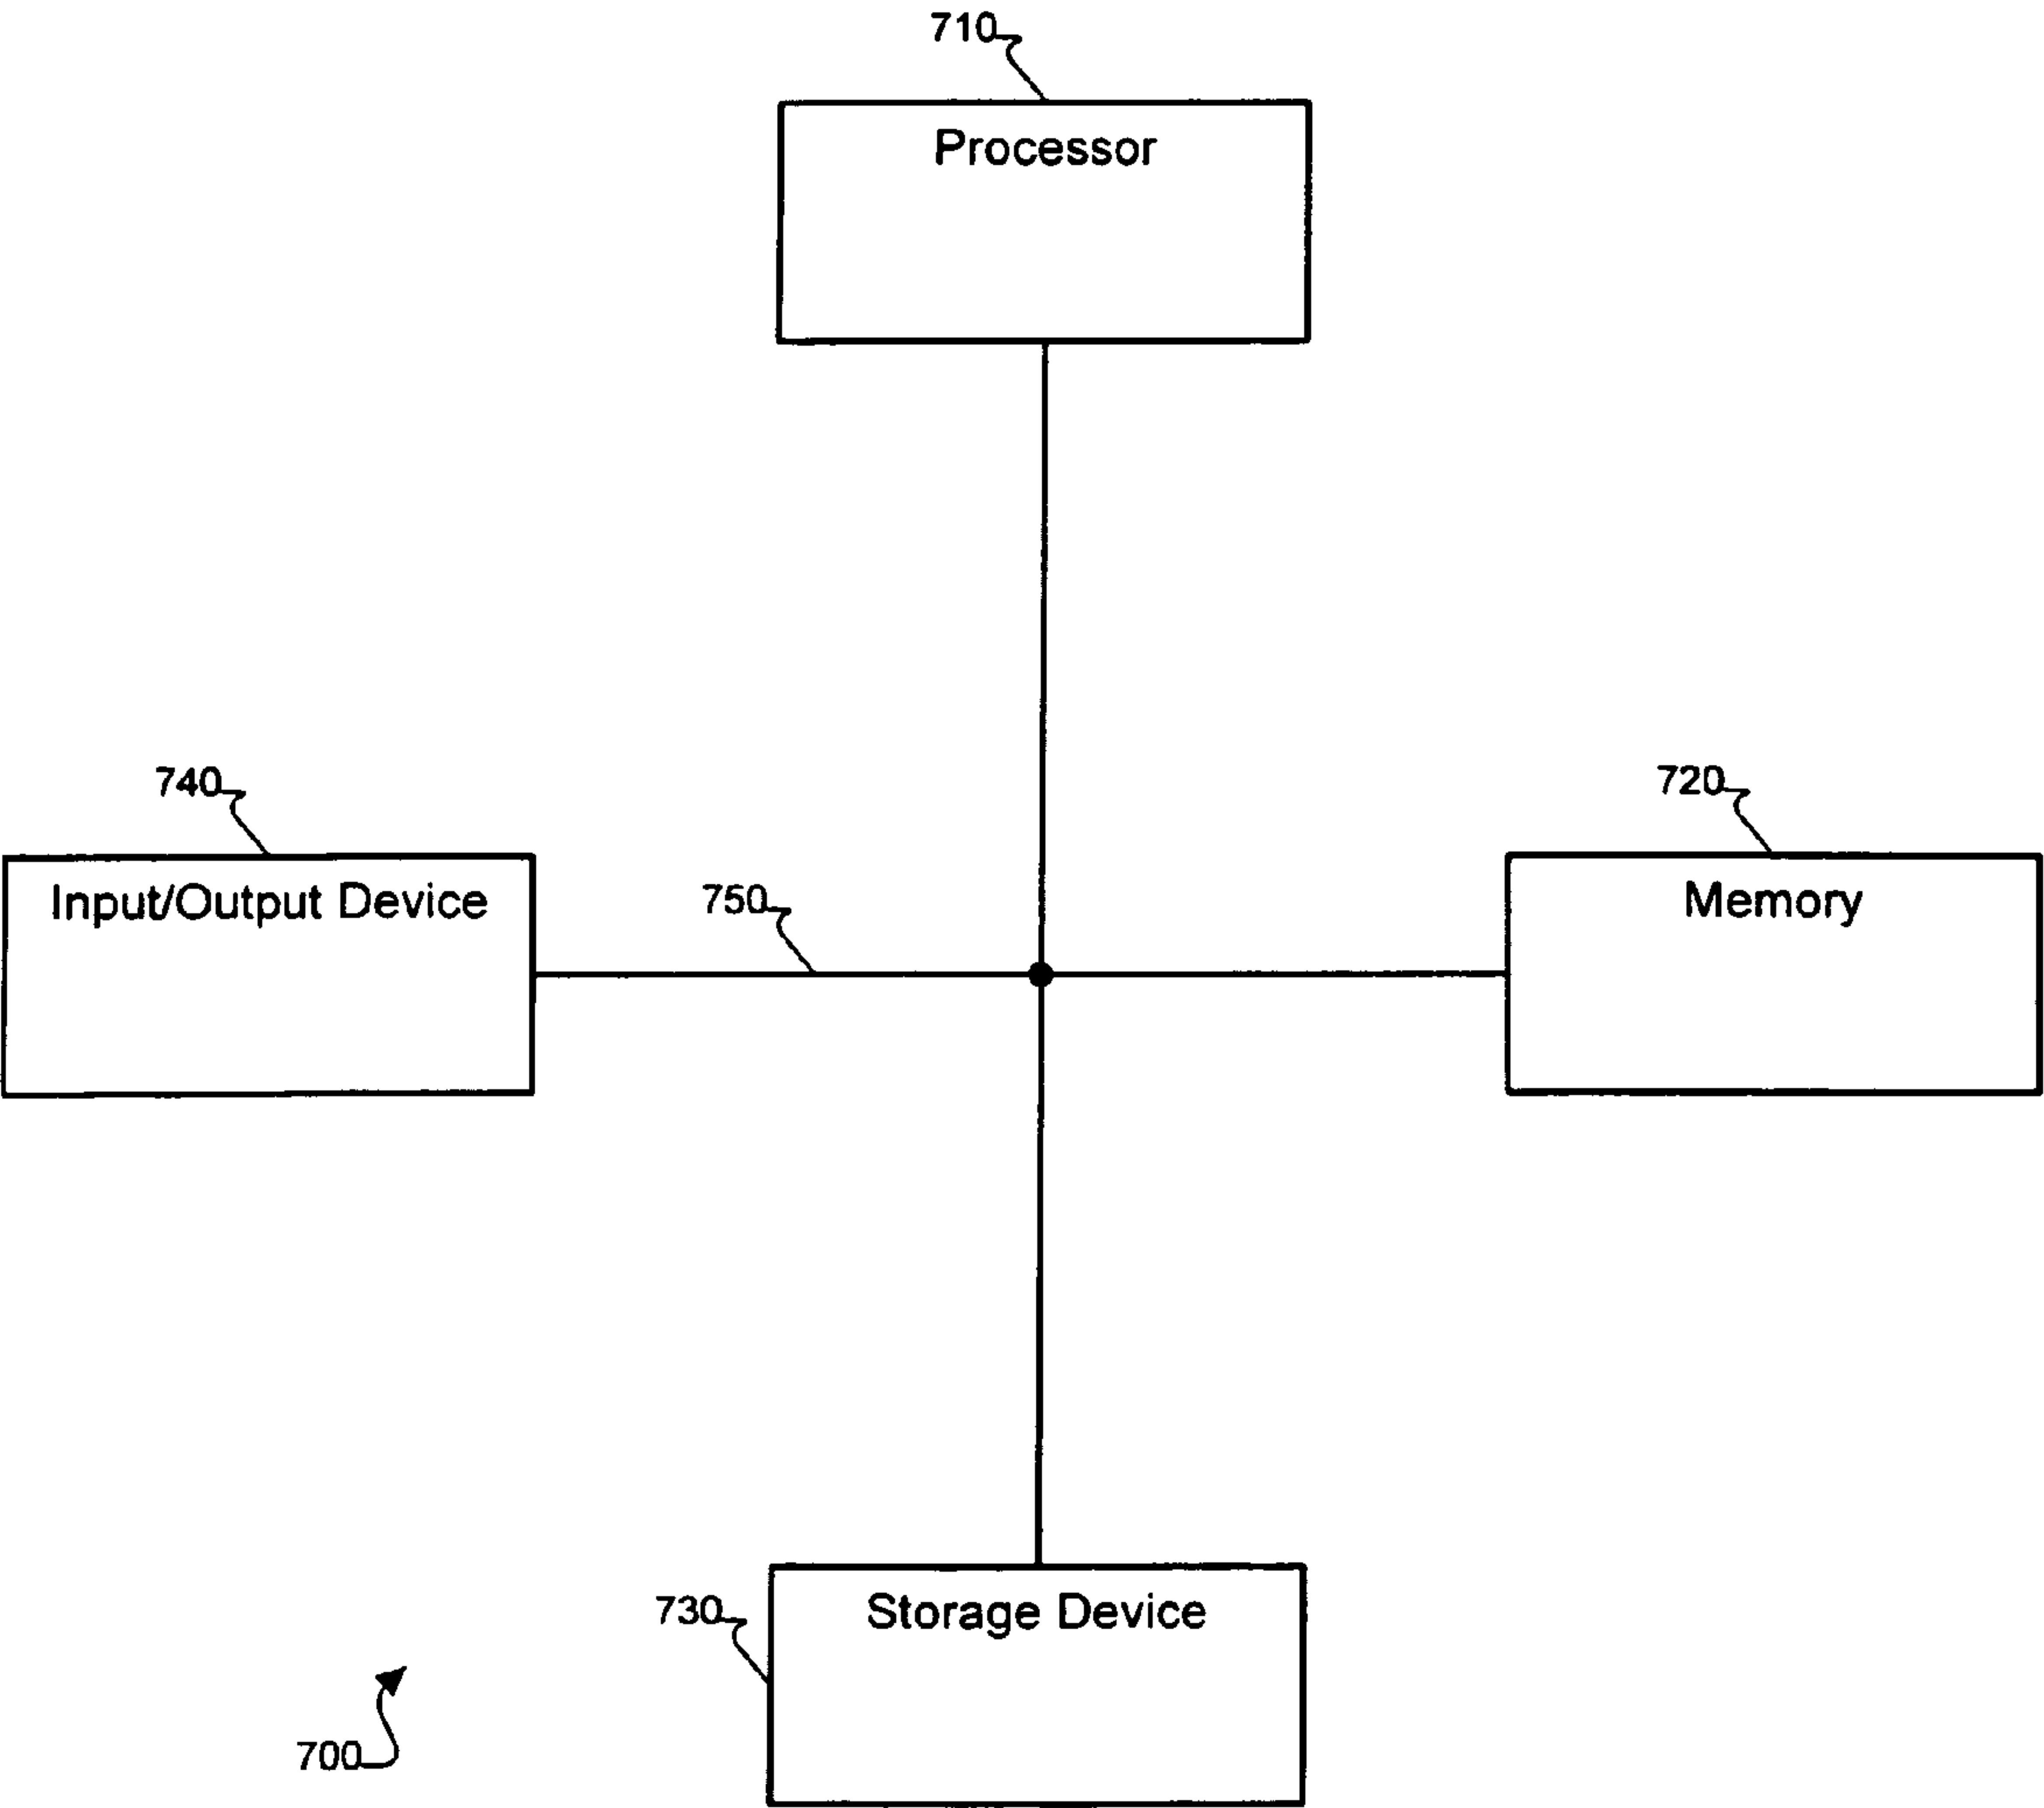 710
Processor
740
720
Input/Output Device
750
Memory
730
Storage Device
700